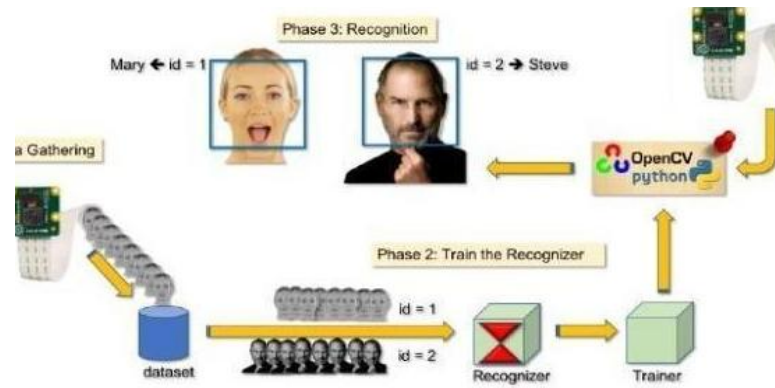 Phase 3: Recognition
Mary ← id = 1
id = 2 → Steve
a Gathering
OpenCV
python
Phase 2: Train the Recognizer
id = 1
id = 2
dataset
Recognizer
Trainer